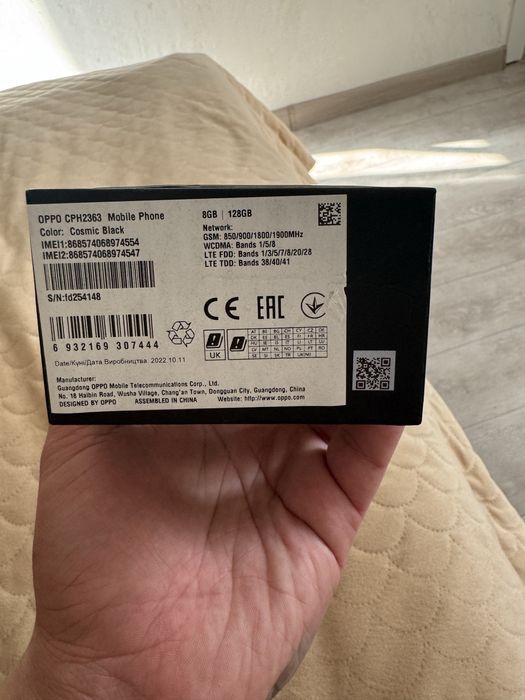 OPPO CPH2363 Mobile Phone
Color: Cosmic Black
IMEI1:868574068974554
IMEI2:868574068974547
S/N:fd254148
6 932169 307444
Date/Күні/Дата Виробництва: 2022.10.11
8GB | 128GB
Network:
GSM: 850/900/1800/1900MHz
WCDMA: Bands 1/5/8
LTE FDD: Bands 1/3/5/7/8/20/28
LTE TDD: Bands 38/40/41
CE EAC
UK
Manufacturer:
Guangdong OPPO Mobile Telecommunications Corp., Ltd.
No. 18 Haibin Road, Wusha Village, Chang'an Town, Dongguan City, Guangdong, China
DESIGNED BY OPPO ASSEMBLED IN CHINA Website: http://www.oppo.com